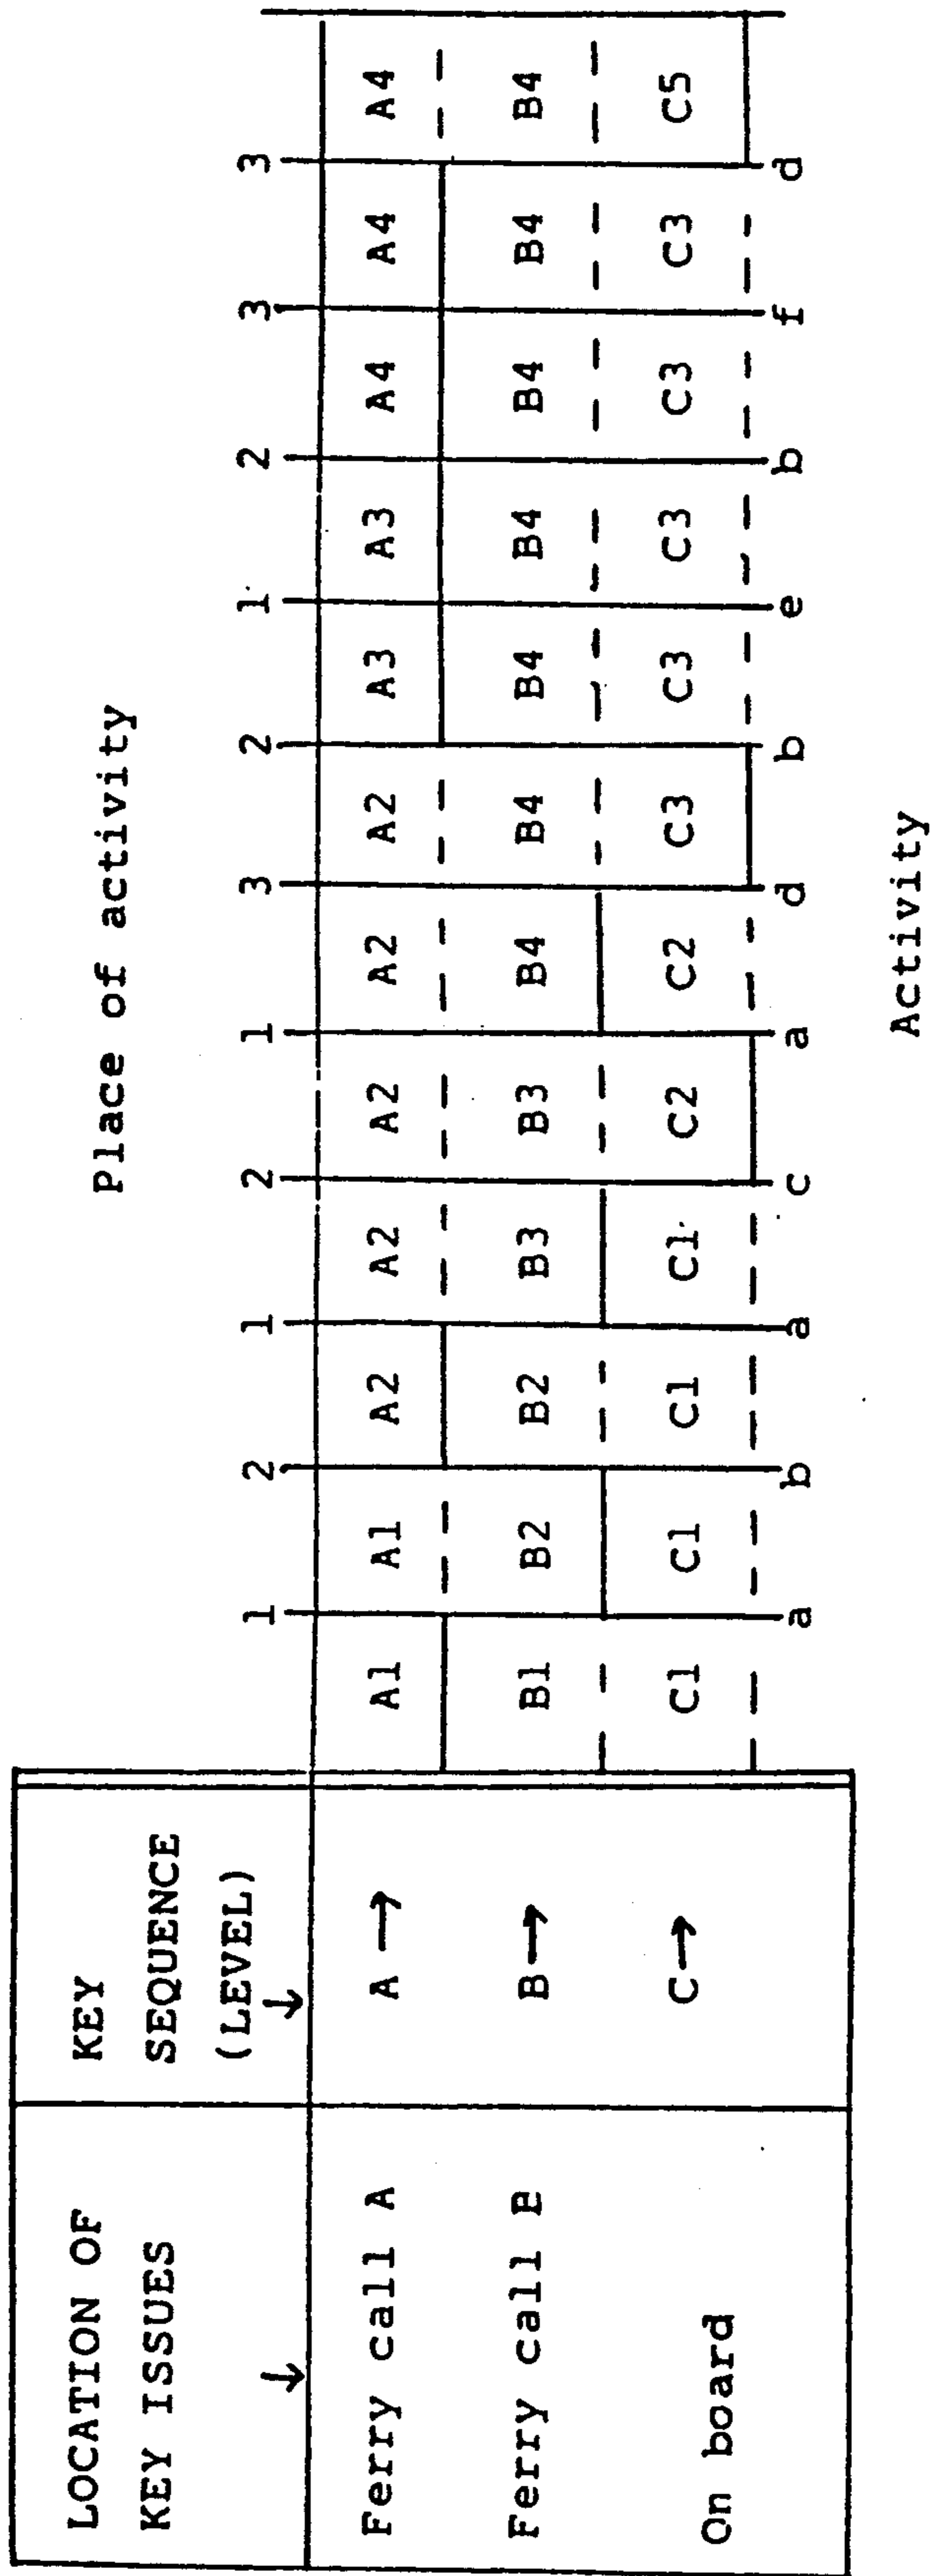 Place of activity
1 2 1 2 1 3 2 1 2 3 3
LOCATION OF
KEY ISSUES
↓
KEY
SEQUENCE
(LEVEL)
↓
Ferry call A A → A1 A1 A2 A2 A2 A2 A2 A3 A3 A4 A4 A4
Ferry call B B → B1 B2 B2 B3 B3 B4 B4 B4 B4 B4 B4 B4
On board C → C1 C1 C1 C1 C2 C2 C3 C3 C3 C3 C3 C5
a b a c a d b e b f d
Activity